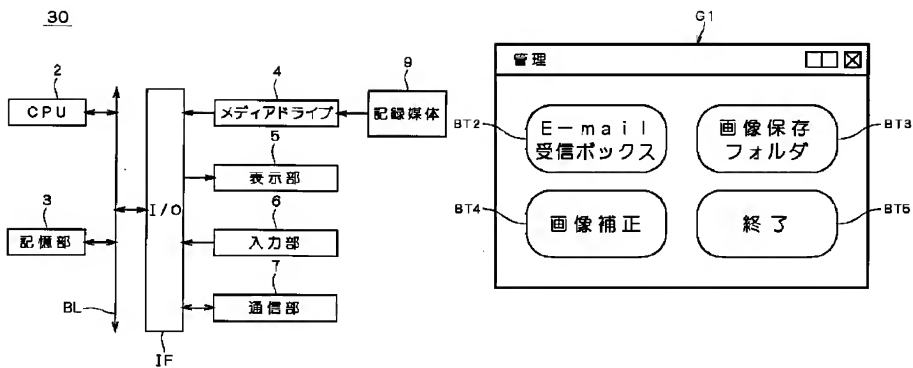 30
2
CPU
3
記憶部
BL
I/O
IF
4
メディアドライブ
9
記録媒体
5
表示部
6
入力部
7
通信部
G1
管理
BT2
E-mail
受信ボックス
画像保存
フォルダ
BT3
BT4
画像補正
終了
BT5